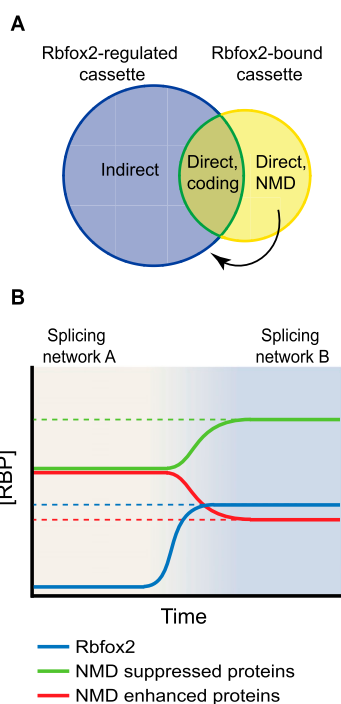 A
Rbfox2-regulated
cassette
Rbfox2-bound
cassette
Indirect
Direct,
coding
Direct,
NMD
B
Splicing
network A
Splicing
network B
[RBP]
Time
Rbfox2
NMD suppressed proteins
NMD enhanced proteins